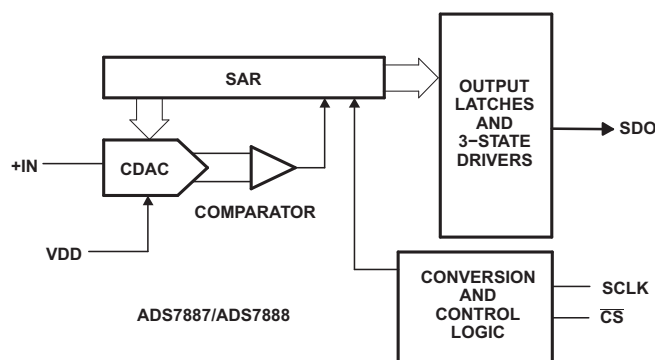 SAR
OUTPUT
LATCHES
AND
3−STATE
DRIVERS
SDO
+IN
CDAC
COMPARATOR
VDD
CONVERSION
AND
CONTROL
LOGIC
SCLK
C̅S̅
ADS7887/ADS7888